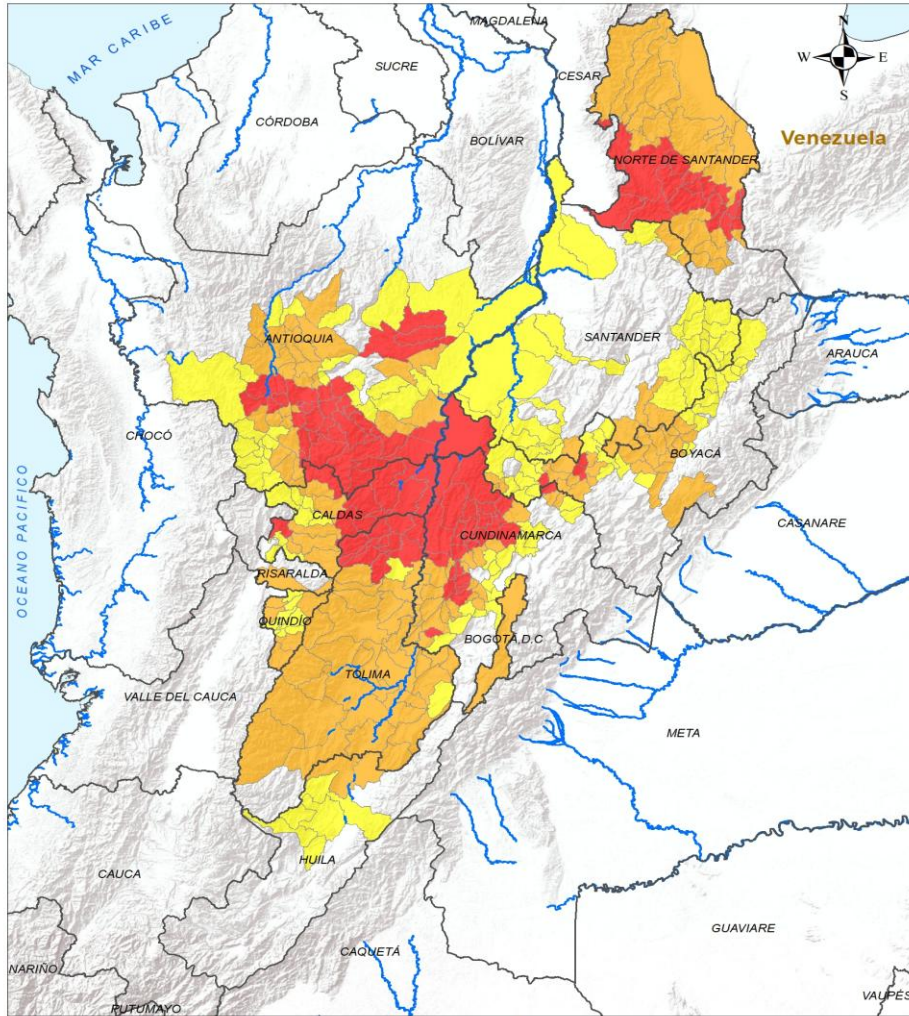 MAGDALENA
N
W E
S
MAR CARIBE
SUCRE
CESAR
CÓRDOBA
BOLÍVAR
Venezuela
NORTE DE SANTANDER
ANTIOQUIA
SANTANDER
ARAUCA
CHOCÓ
BOYACÁ
OCEANO PACIFICO
CALDAS
CUNDINAMARCA
CASANARE
RISARALDA
QUINDÍO
BOGOTÁ D.C
TOLIMA
VALLE DEL CAUCA
META
HUILA
CAUCA
GUAVIARE
CAQUETÁ
NARIÑO
VAUPÉS
PUTUMAYO